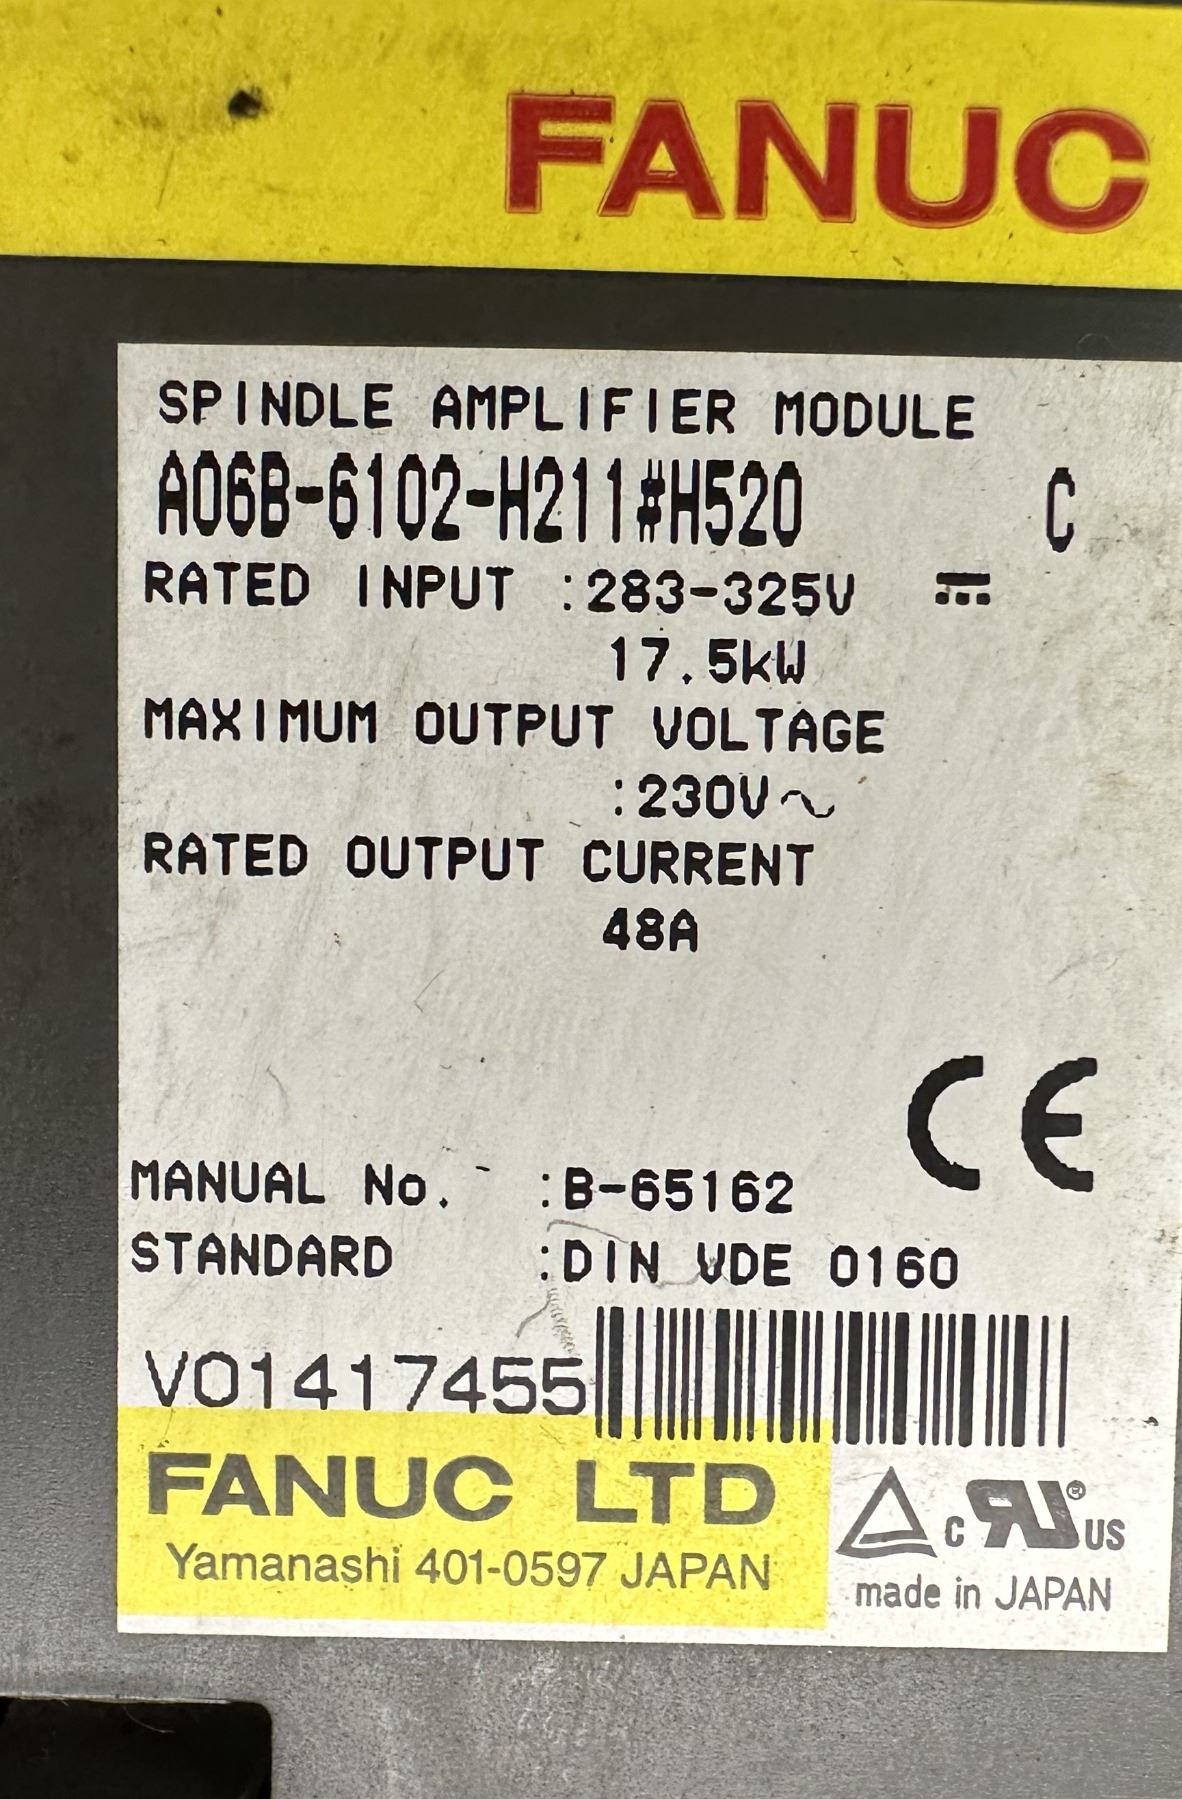 FANUC
SPINDLE AMPLIFIER MODULE
A06B-6102-H211#H520 C
RATED INPUT :283-325V ⎓
17.5kW
MAXIMUM OUTPUT VOLTAGE
:230V∿
RATED OUTPUT CURRENT
48A
CE
MANUAL No. :B-65162
STANDARD :DIN VDE 0160
V01417455
FANUC LTD
Yamanashi 401-0597 JAPAN
c RU® US
made in JAPAN